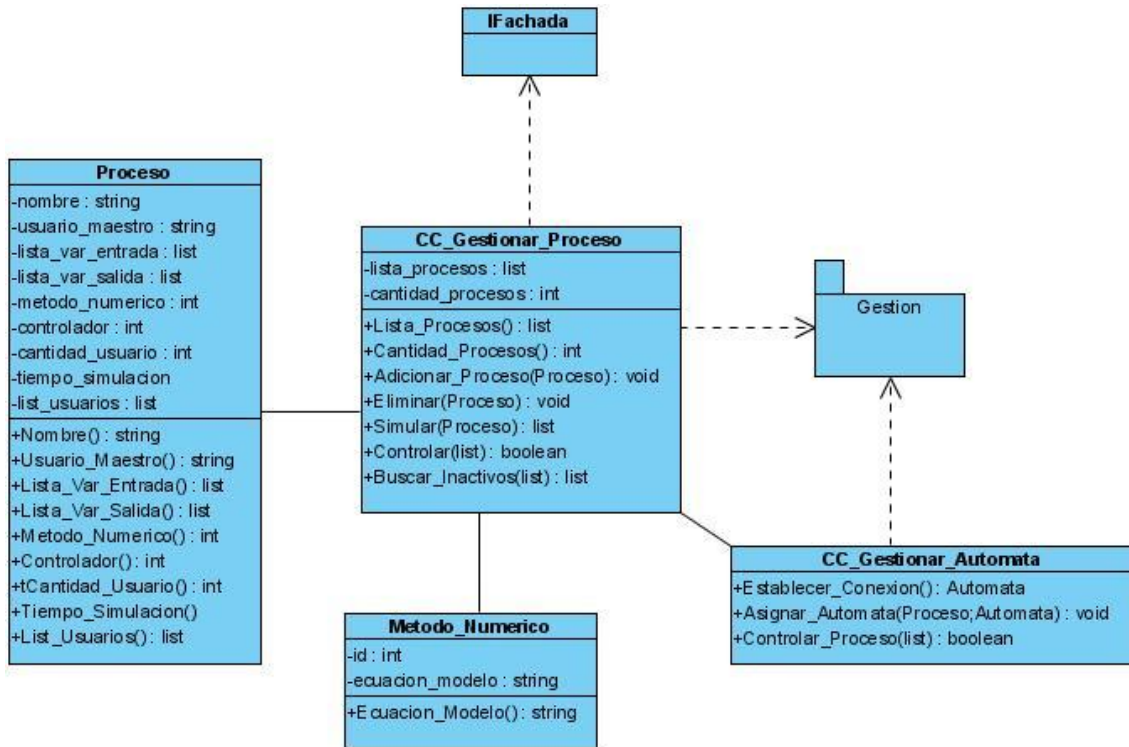 IFachada
Proceso
-nombre : string
-usuario_maestro : string
-lista_var_entrada : list
-lista_var_salida : list
-metodo_numerico : int
-controlador : int
-cantidad_usuario : int
-tiempo_simulacion
-list_usuarios : list
+Nombre() : string
+Usuario_Maestro() : string
+Lista_Var_Entrada() : list
+Lista_Var_Salida() : list
+Metodo_Numerico() : int
+Controlador() : int
+tCantidad_Usuario() : int
+Tiempo_Simulacion()
+List_Usuarios() : list
CC_Gestionar_Proceso
-lista_procesos : list
-cantidad_procesos : int
+Lista_Procesos() : list
+Cantidad_Procesos() : int
+Adicionar_Proceso(Proceso) : void
+Eliminar(Proceso) : void
+Simular(Proceso) : list
+Controlar(list) : boolean
+Buscar_Inactivos(list) : list
Gestion
CC_Gestionar_Automata
+Establecer_Conexion() : Automata
+Asignar_Automata(Proceso;Automata) : void
+Controlar_Proceso(list) : boolean
Metodo_Numerico
-id : int
-ecuacion_modelo : string
+Ecuacion_Modelo() : string